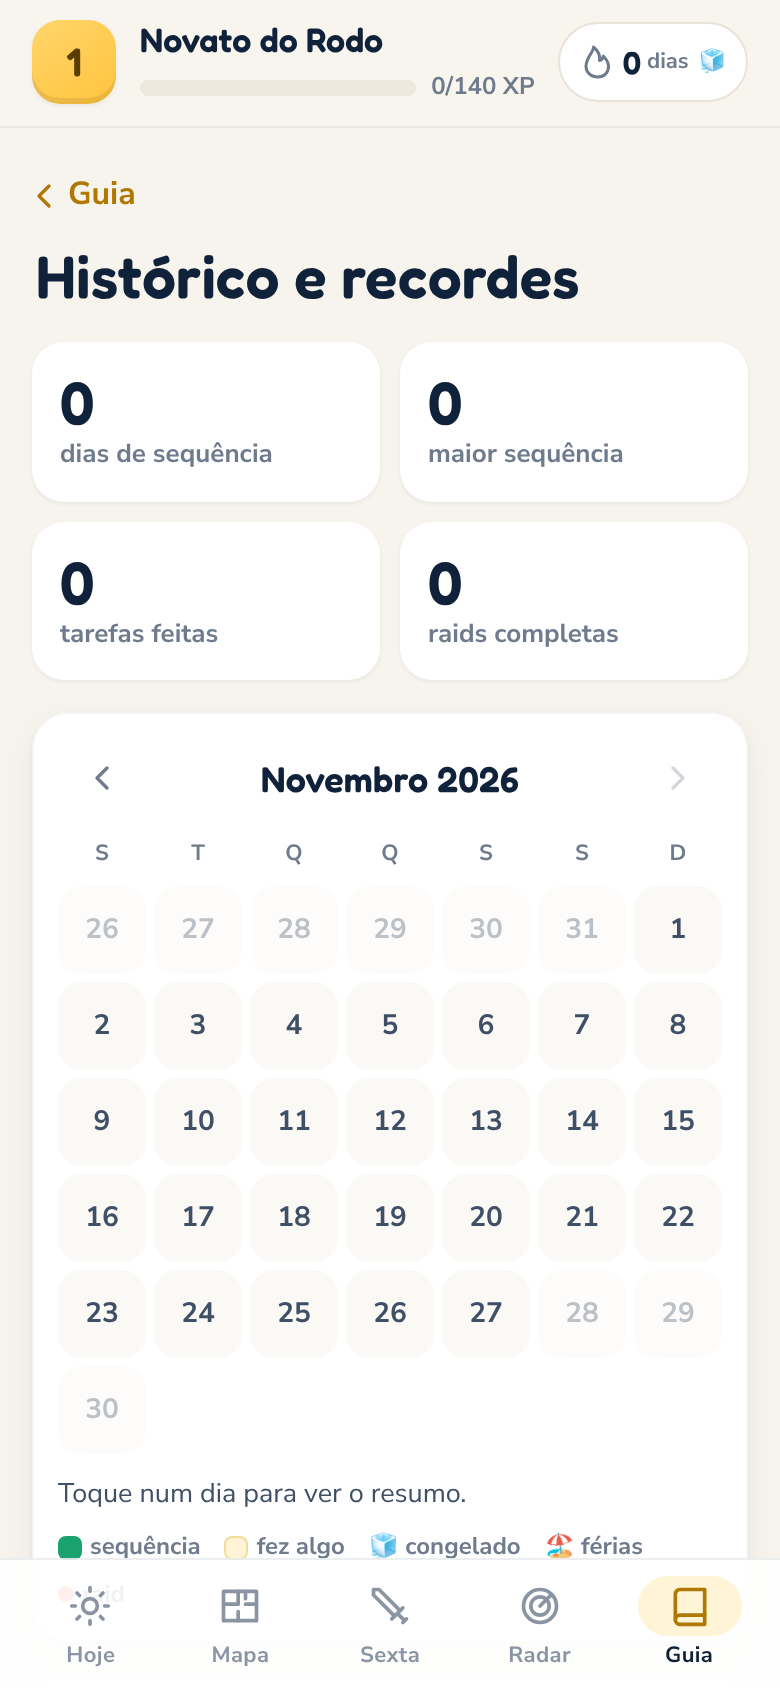 1
Novato do Rodo
0/140 XP
0 dias
Guia
Histórico e recordes
0
dias de sequência
0
maior sequência
0
tarefas feitas
0
raids completas
Novembro 2026
S T Q Q S S D
26 27 28 29 30 31 1
2 3 4 5 6 7 8
9 10 11 12 13 14 15
16 17 18 19 20 21 22
23 24 25 26 27 28 29
30
Toque num dia para ver o resumo.
sequência fez algo congelado férias
Hoje Mapa Sexta Radar Guia